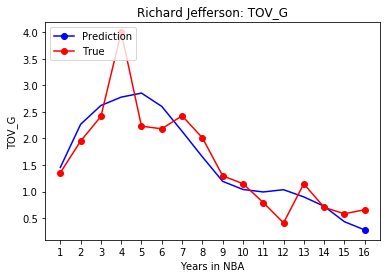 Richard Jefferson: TOV_G
Prediction
True
TOV_G
4.0
3.5
3.0
2.5
2.0
1.5
1.0
0.5
1 2 3 4 5 6 7 8 9 10 11 12 13 14 15 16
Years in NBA